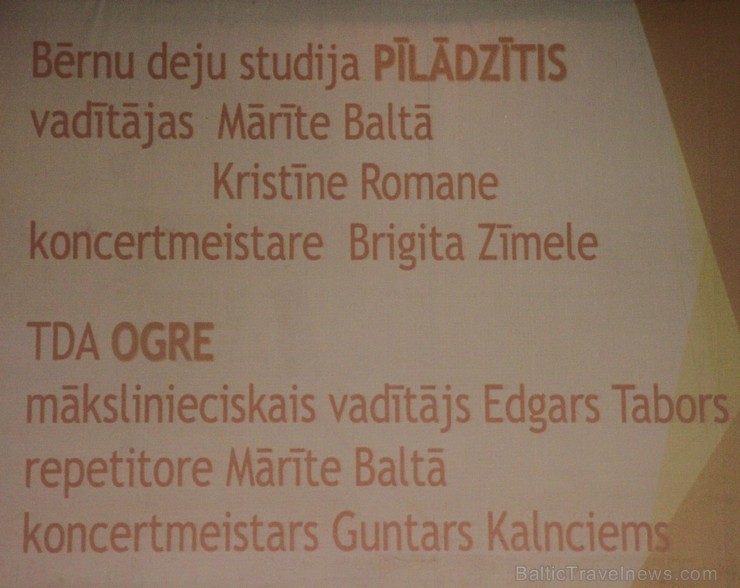 Bērnu deju studija PĪLĀDZĪTIS
vadītājas Mārīte Baltā
Kristīne Romane
koncertmeistare Brigita Zīmele
TDA OGRE
mākslinieciskais vadītājs Edgars Tabors
repetitore Mārīte Baltā
koncertmeistars Guntars Kalnciems
BalticTravelnews.com